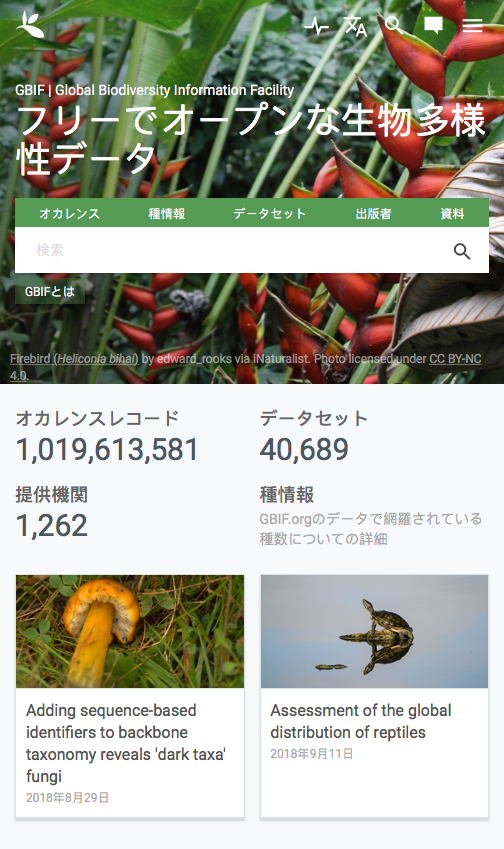 GBIF | Global Biodiversity Information Facility
フリーでオープンな生物多様
性データ
オカレンス 種情報 データセット 出版者 資料
検索
GBIFとは
Firebird (Heliconia bihai) by edward_rooks via iNaturalist. Photo licensed under CC BY-NC
4.0.
オカレンスレコード
1,019,613,581
データセット
40,689
提供機関
1,262
種情報
GBIF.orgのデータで網羅されている
種数についての詳細
Adding sequence-based
identifiers to backbone
taxonomy reveals 'dark taxa'
fungi
2018年8月29日
Assessment of the global
distribution of reptiles
2018年9月11日